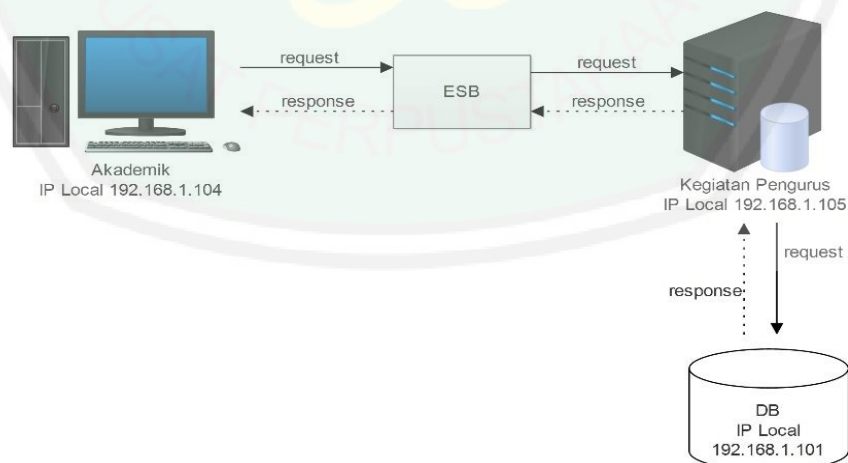 request
request
ESB
response
response
Akademik
IP Local 192.168.1.104
Kegiatan Pengurus
IP Local 192.168.1.105
request
response
DB
IP Local
192.168.1.101